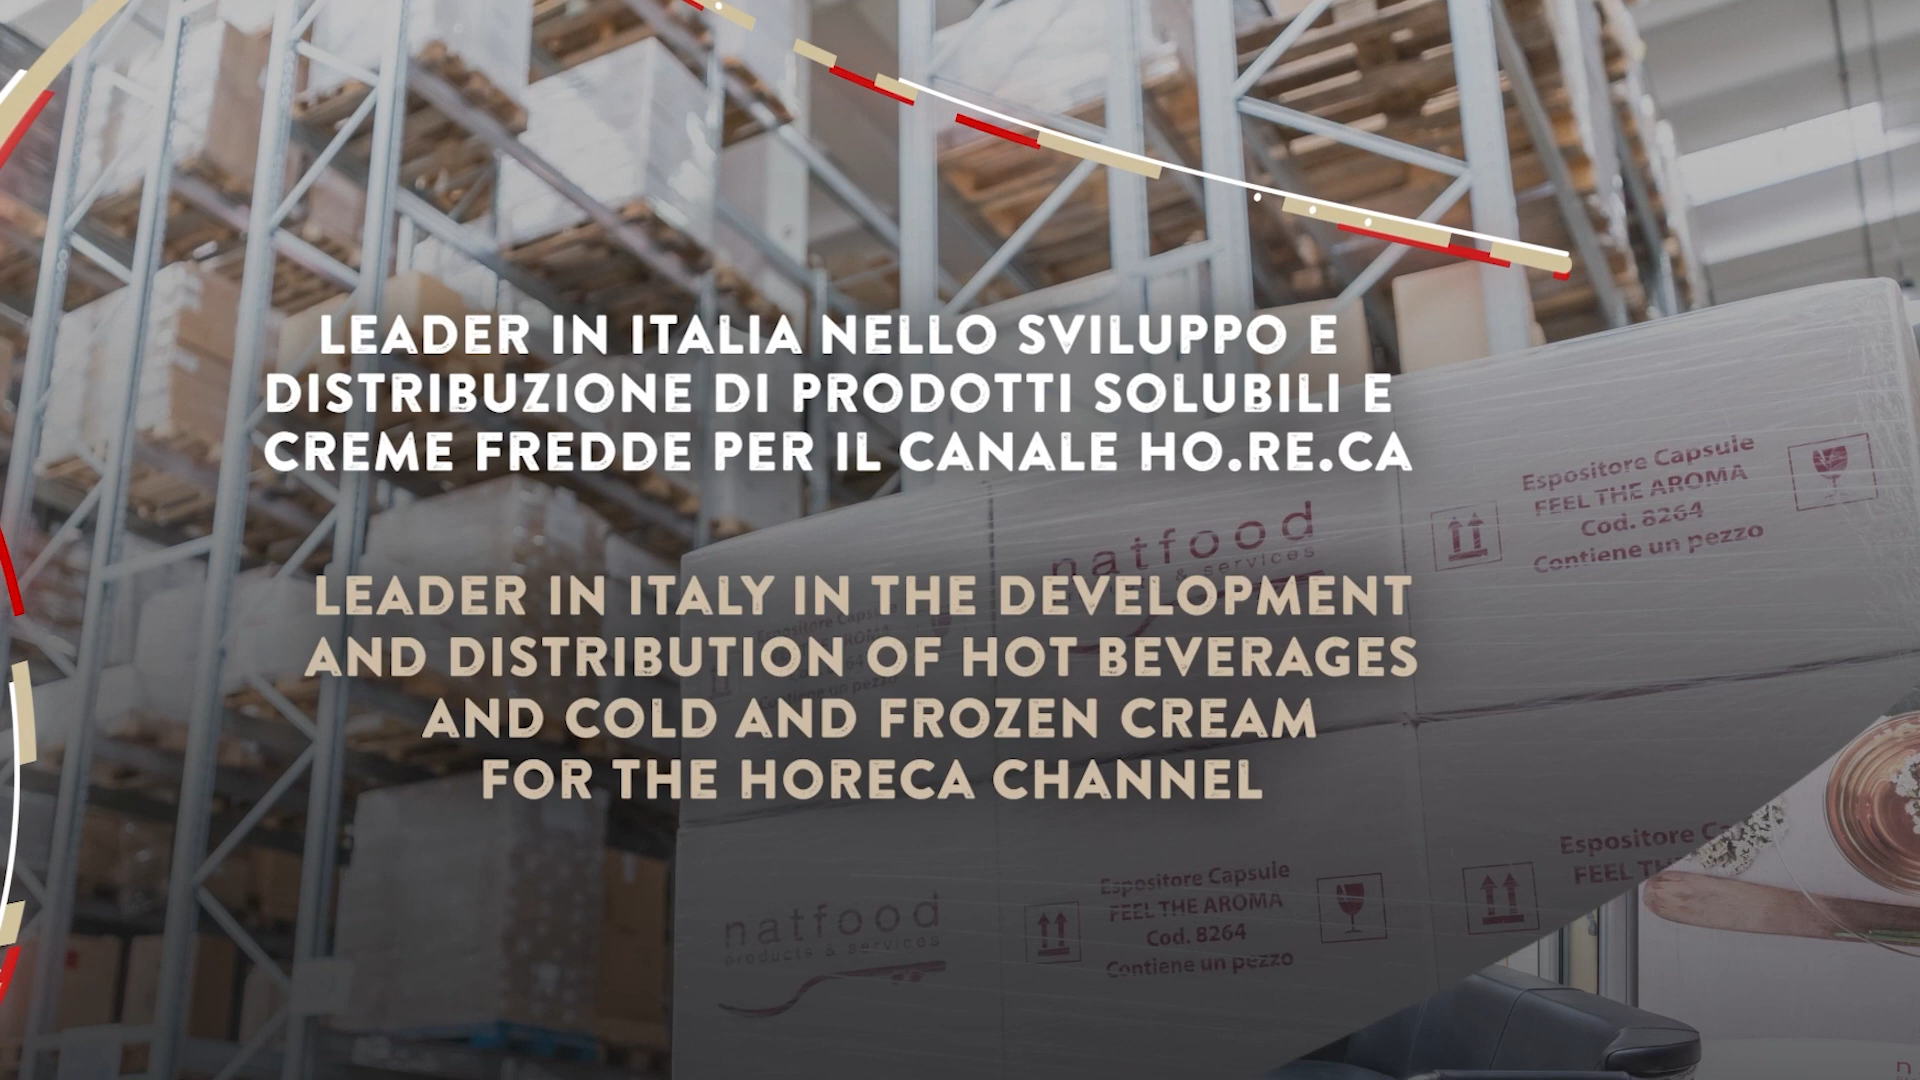 LEADER IN ITALIA NELLO SVILUPPO E
DISTRIBUZIONE DI PRODOTTI SOLUBILI E
CREME FREDDE PER IL CANALE HO.RE.CA
LEADER IN ITALY IN THE DEVELOPMENT
AND DISTRIBUTION OF HOT BEVERAGES
AND COLD AND FROZEN CREAM
FOR THE HORECA CHANNEL
natfood
& services
Espositore Capsule
FEEL THE AROMA
Cod. 8264
Contiene un pezzo
natfood
products & services
Espositore Capsule
FEEL THE AROMA
Cod. 8264
Contiene un pezzo
Espositore
FEEL